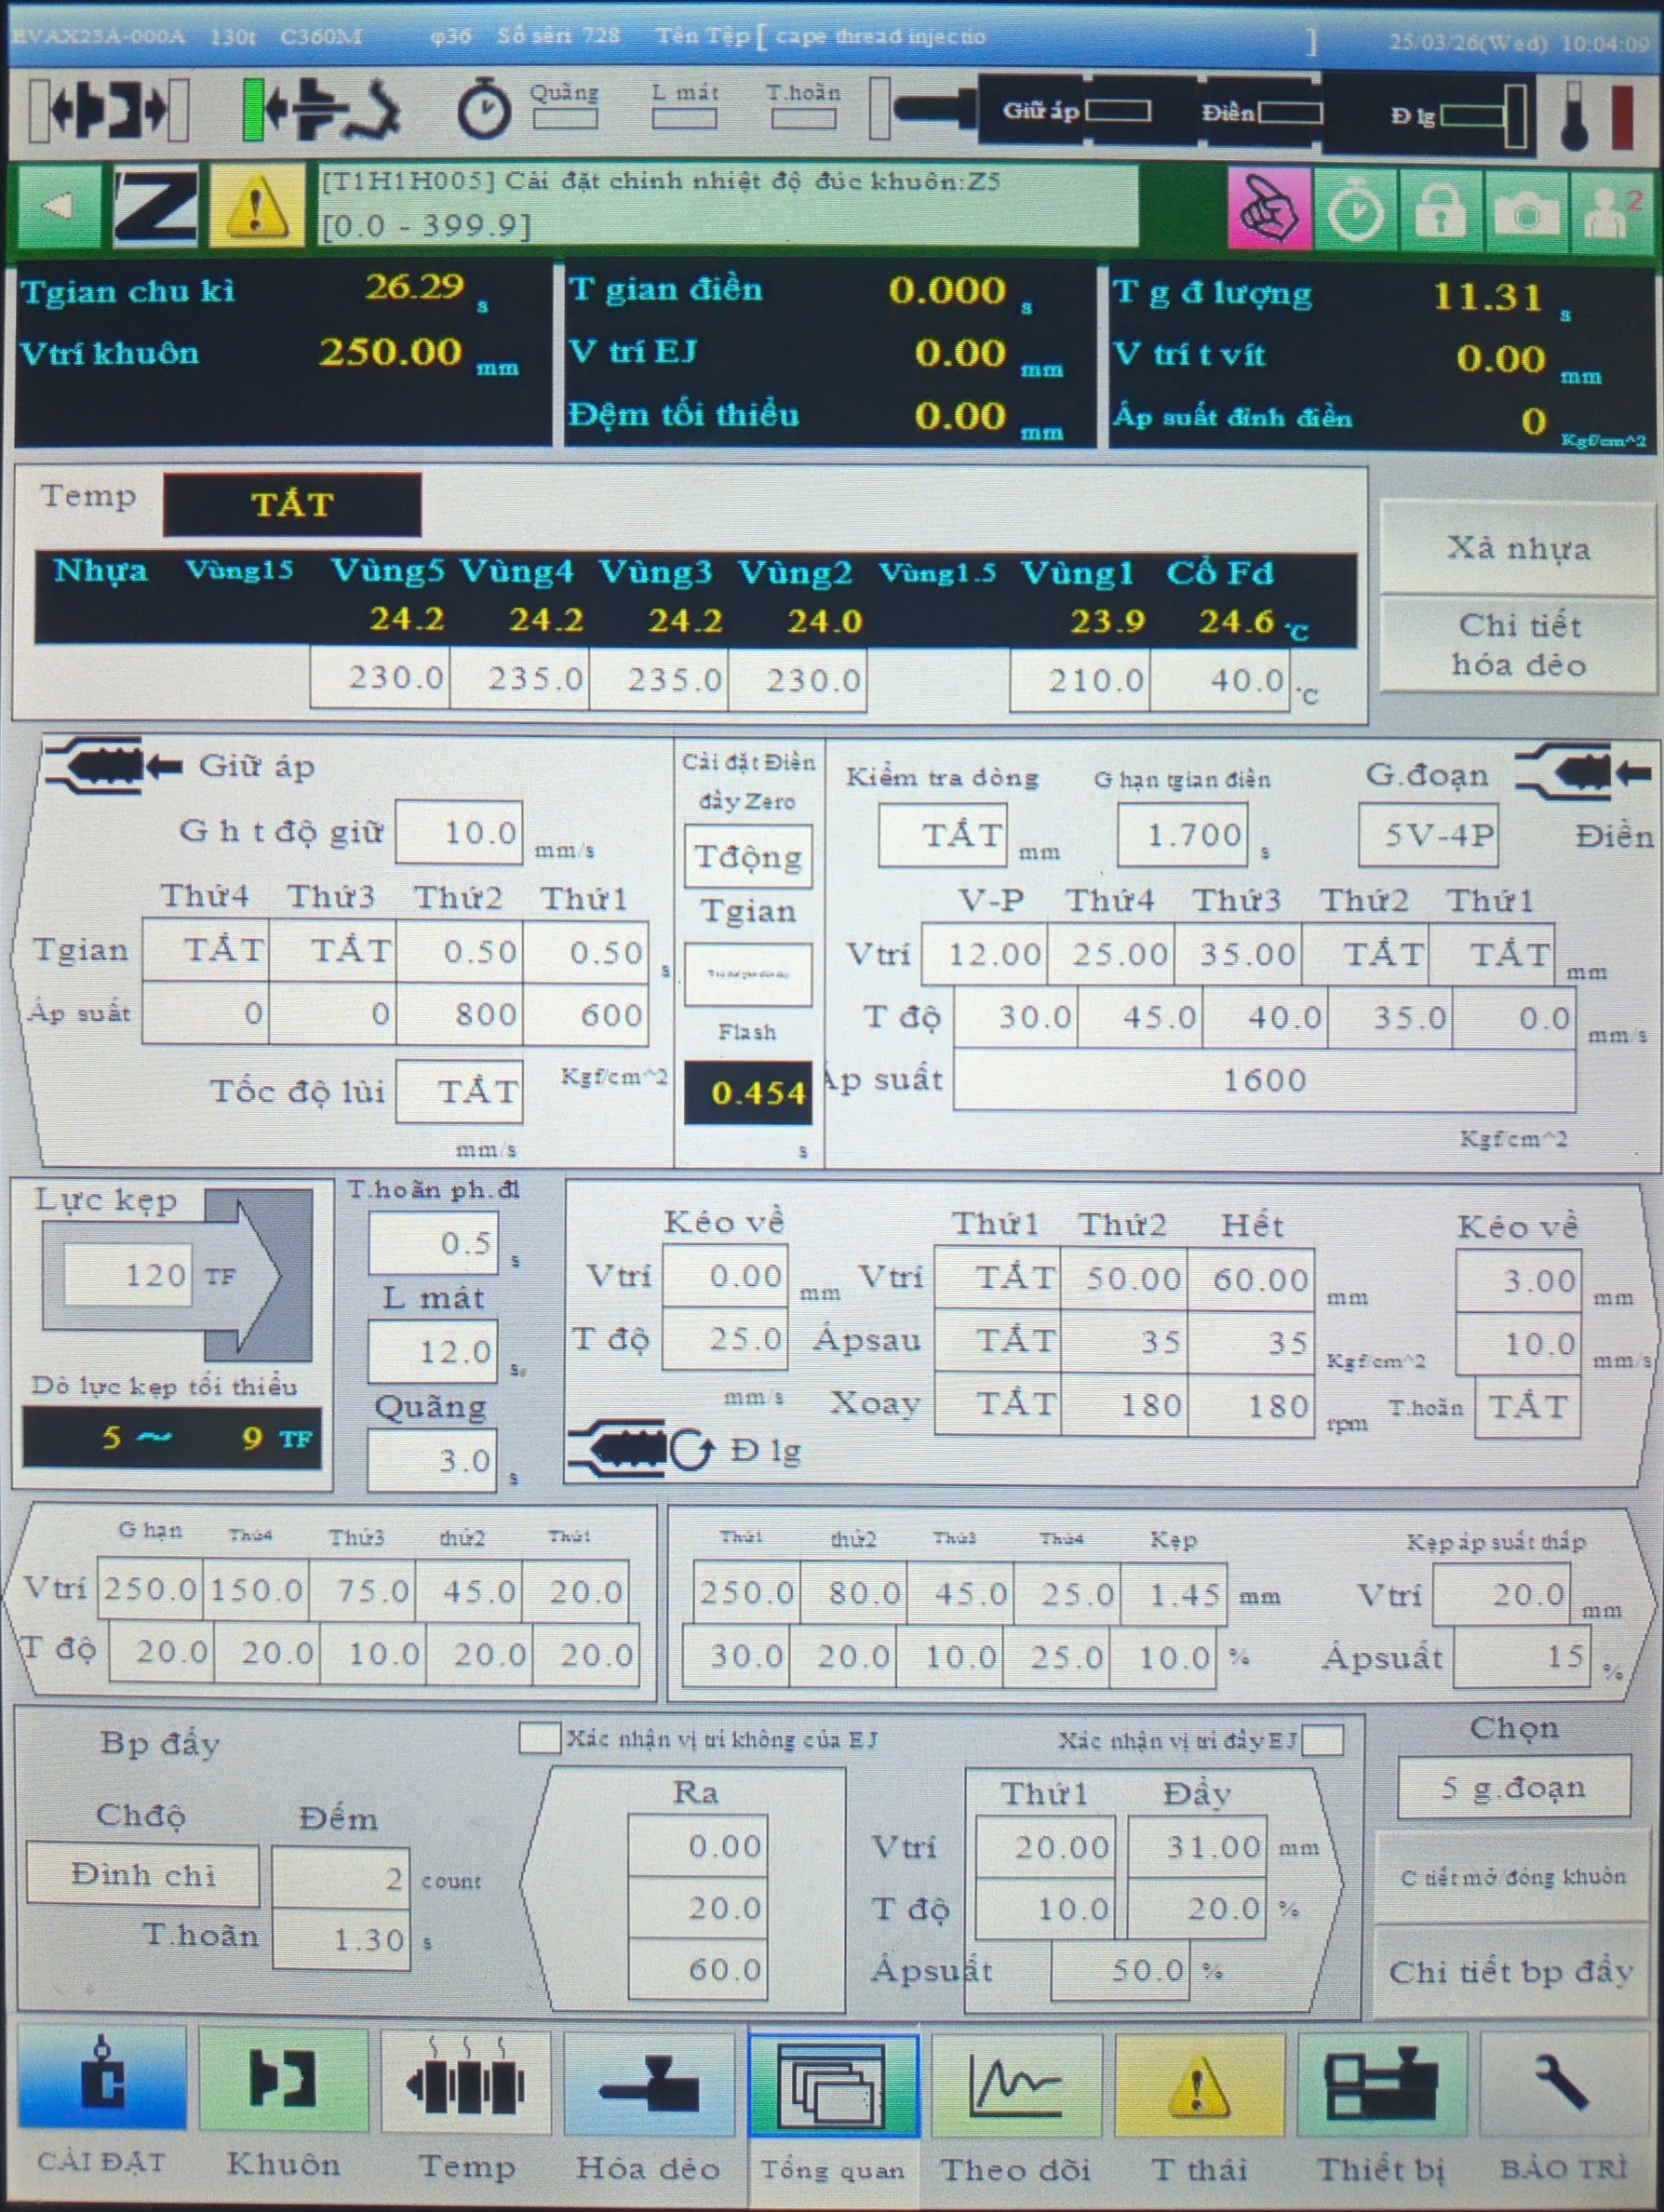 EVAX25A-000A 130t C360M φ36 Số sêri 728 Tên Tệp [ cape thread injectio ] 25/03/26(Wed) 10:04:09
Quãng L mát T.hoãn Giữ áp Điền Đ lg
[T1H1H005] Cài đặt chỉnh nhiệt độ đúc khuôn:Z5
[0.0 - 399.9]
2
Tgian chu kì 26.29 s T gian điền 0.000 s T g đ lượng 11.31 s
Vtrí khuôn 250.00 mm V trí EJ 0.00 mm V trí t vít 0.00 mm
Đệm tối thiểu 0.00 mm Áp suất đỉnh điền 0 Kgf/cm^2
Temp TẮT
Xả nhựa
Nhựa Vùng15 Vùng5 Vùng4 Vùng3 Vùng2 Vùng1.5 Vùng1 Cổ Fd
24.2 24.2 24.2 24.0 23.9 24.6 °C
Chi tiết hóa dẻo
230.0 235.0 235.0 230.0 210.0 40.0 °C
Giữ áp
G h t độ giữ 10.0 mm/s
Thứ4 Thứ3 Thứ2 Thứ1
Tgian TẮT TẮT 0.50 0.50 s
Áp suất 0 0 800 600
Kgf/cm^2
Tốc độ lùi TẮT
mm/s
Cài đặt Điền
đầy Zero
Tđộng
Tgian
Flash
0.454
s
Kiểm tra dòng G hạn tgian điền G.đoạn
TẮT mm 1.700 s 5V-4P Điền
V-P Thứ4 Thứ3 Thứ2 Thứ1
Vtrí 12.00 25.00 35.00 TẮT TẮT mm
T độ 30.0 45.0 40.0 35.0 0.0 mm/s
Áp suất 1600
Kgf/cm^2
Lực kẹp
120 TF
Dò lực kẹp tối thiểu
5 ~ 9 TF
T.hoãn ph.đl
0.5 s
L mát
12.0 s
Quãng
3.0 s
Kéo về
Vtrí 0.00 mm
T độ 25.0
mm/s
Đ lg
Thứ1 Thứ2 Hết
Vtrí TẮT 50.00 60.00 mm
Ápsau TẮT 35 35 Kgf/cm^2
Xoay TẮT 180 180 rpm
Kéo về
3.00 mm
10.0 mm/s
T.hoãn TẮT
G hạn Thứ4 Thứ3 thứ2 Thứ1
Vtrí 250.0 150.0 75.0 45.0 20.0
T độ 20.0 20.0 10.0 20.0 20.0
Thứ1 thứ2 Thứ3 Thứ4 Kẹp
250.0 80.0 45.0 25.0 1.45 mm
30.0 20.0 10.0 25.0 10.0 %
Kẹp áp suất thấp
Vtrí 20.0 mm
Ápsuất 15 %
Bp đẩy
Xác nhận vị trí không của EJ
Xác nhận vị trí đẩy EJ
Chđộ Đếm
Đình chỉ 2 count
T.hoãn 1.30 s
Ra
0.00
20.0
60.0
Thứ1 Đẩy
Vtrí 20.00 31.00 mm
T độ 10.0 20.0 %
Ápsuất 50.0 %
Chọn
5 g.đoạn
C tiết mở/đóng khuôn
Chi tiết bp đẩy
CÀI ĐẶT Khuôn Temp Hóa dẻo Tổng quan Theo dõi T thái Thiết bị BẢO TRÌ